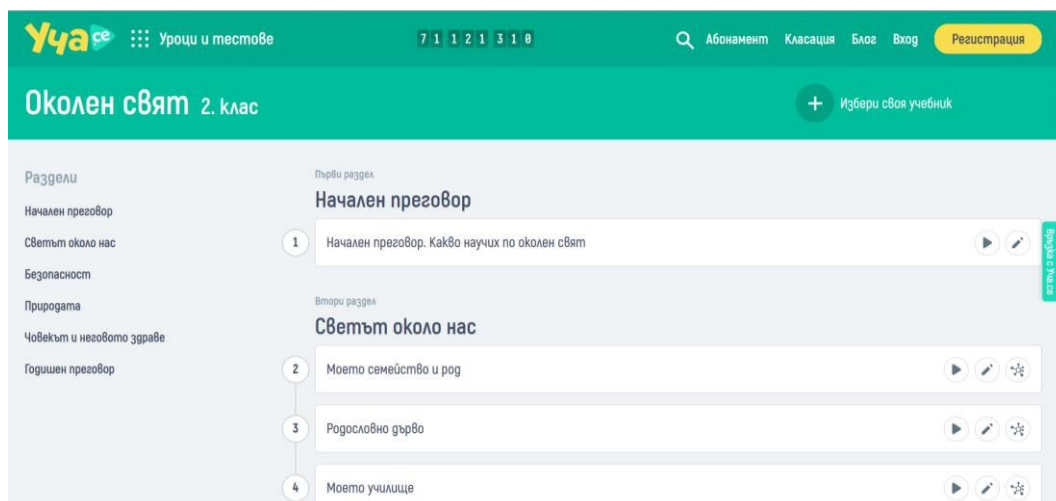 Уча се
Уроци и тестове
71 121 310
Абонамент
Класация
Блог
Вход
Регистрация
Околен свят 2. клас
Избери своя учебник
Раздели
Начален преговор
Светът около нас
Безопасност
Природата
Човекът и неговото здраве
Годишен преговор
Първи раздел
Начален преговор
1 Начален преговор. Какво научих по околен свят
Втори раздел
Светът около нас
2 Моето семейство и род
3 Родословно дърво
4 Моето училище
Връзка с Уча.се